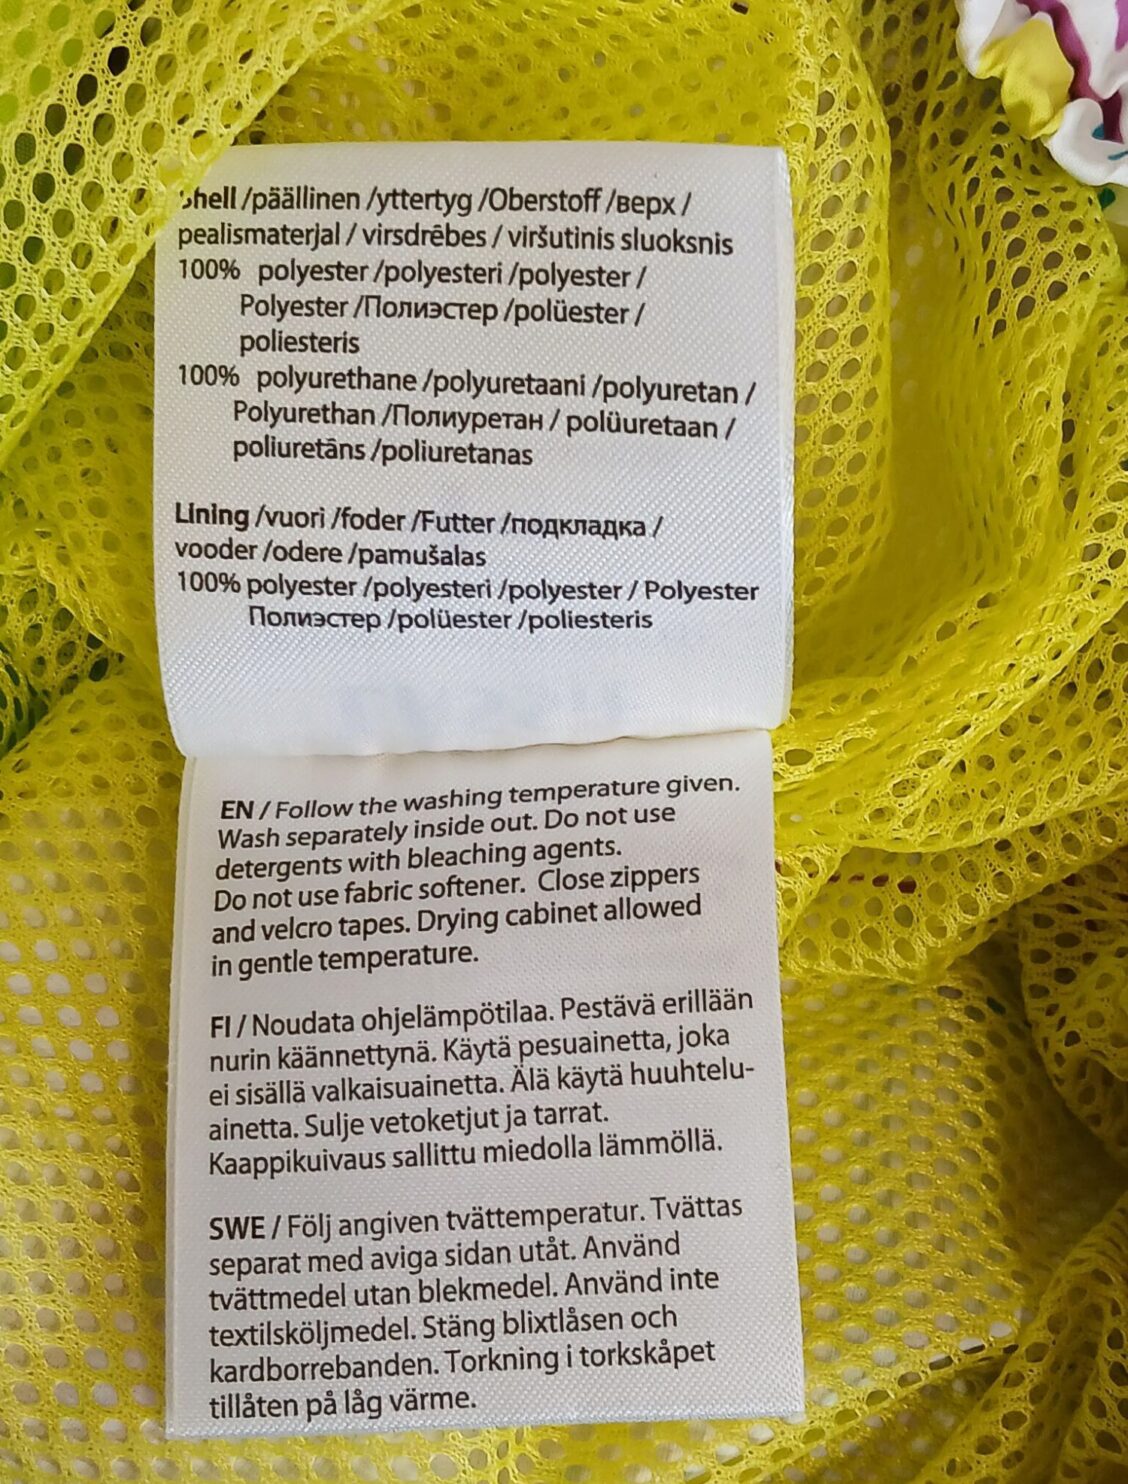 Shell /päällinen /yttertyg /Oberstoff /верх /
pealismaterjal / virsdrēbes / viršutinis sluoksnis
100% polyester /polyesteri /polyester /
Polyester /Полиэстер /polüester /
poliesteris
100% polyurethane /polyuretaani /polyuretan /
Polyurethan /Полиуретан / polüuretaan /
poliuretāns /poliuretanas
Lining /vuori /foder /Futter /подкладка /
vooder /odere /pamušalas
100% polyester /polyesteri /polyester / Polyester
Полиэстер /polüester /poliesteris
EN / Follow the washing temperature given.
Wash separately inside out. Do not use
detergents with bleaching agents.
Do not use fabric softener. Close zippers
and velcro tapes. Drying cabinet allowed
in gentle temperature.
FI / Noudata ohjelämpötilaa. Pestävä erillään
nurin käännettynä. Käytä pesuainetta, joka
ei sisällä valkaisuainetta. Älä käytä huuhtelu-
ainetta. Sulje vetoketjut ja tarrat.
Kaappikuivaus sallittu miedolla lämmöllä.
SWE / Följ angiven tvättemperatur. Tvättas
separat med aviga sidan utåt. Använd
tvättmedel utan blekmedel. Använd inte
textilsköljmedel. Stäng blixtlåsen och
kardborrebanden. Torkning i torkskåpet
tillåten på låg värme.